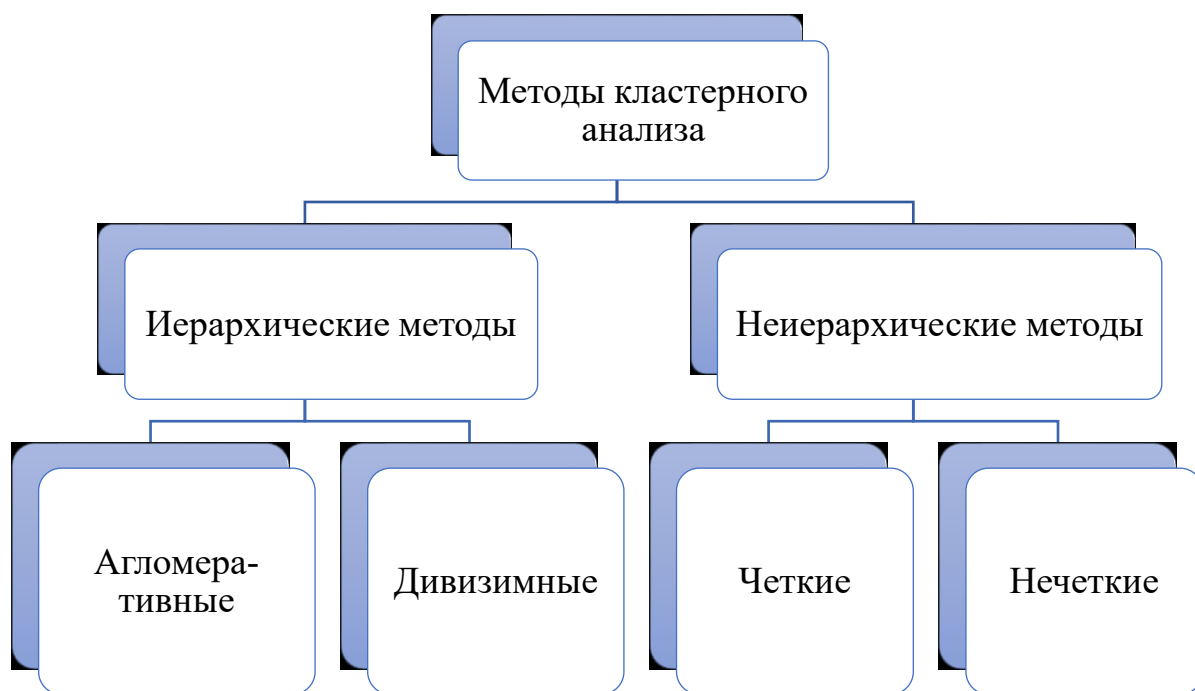 Методы кластерного
анализа
Иерархические методы
Неиерархические методы
Агломера-
тивные
Дивизимные
Четкие
Нечеткие